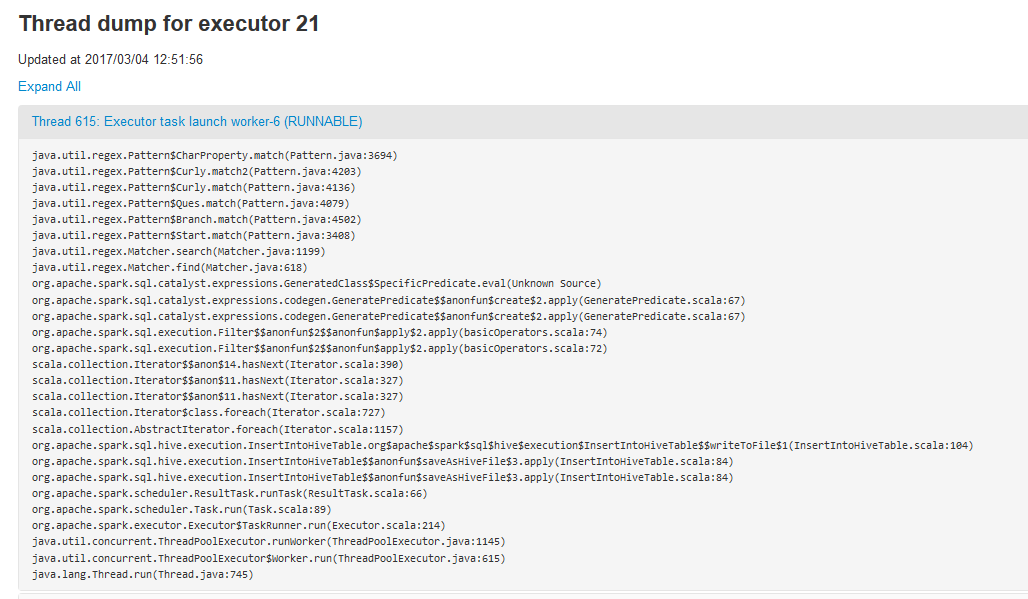 Thread dump for executor 21
Updated at 2017/03/04 12:51:56
Expand All
Thread 615: Executor task launch worker-6 (RUNNABLE)
java.util.regex.Pattern$CharProperty.match(Pattern.java:3694)
java.util.regex.Pattern$Curly.match2(Pattern.java:4203)
java.util.regex.Pattern$Curly.match(Pattern.java:4136)
java.util.regex.Pattern$Ques.match(Pattern.java:4079)
java.util.regex.Pattern$Branch.match(Pattern.java:4502)
java.util.regex.Pattern$Start.match(Pattern.java:3408)
java.util.regex.Matcher.search(Matcher.java:1199)
java.util.regex.Matcher.find(Matcher.java:618)
org.apache.spark.sql.catalyst.expressions.GeneratedClass$SpecificPredicate.eval(Unknown Source)
org.apache.spark.sql.catalyst.expressions.codegen.GeneratePredicate$$anonfun$create$2.apply(GeneratePredicate.scala:67)
org.apache.spark.sql.catalyst.expressions.codegen.GeneratePredicate$$anonfun$create$2.apply(GeneratePredicate.scala:67)
org.apache.spark.sql.execution.Filter$$anonfun$2$$anonfun$apply$2.apply(basicOperators.scala:74)
org.apache.spark.sql.execution.Filter$$anonfun$2$$anonfun$apply$2.apply(basicOperators.scala:72)
scala.collection.Iterator$$anon$14.hasNext(Iterator.scala:390)
scala.collection.Iterator$$anon$11.hasNext(Iterator.scala:327)
scala.collection.Iterator$$anon$11.hasNext(Iterator.scala:327)
scala.collection.Iterator$class.foreach(Iterator.scala:727)
scala.collection.AbstractIterator.foreach(Iterator.scala:1157)
org.apache.spark.sql.hive.execution.InsertIntoHiveTable.org$apache$spark$sql$hive$execution$InsertIntoHiveTable$$writeToFile$1(InsertIntoHiveTable.scala:104)
org.apache.spark.sql.hive.execution.InsertIntoHiveTable$$anonfun$saveAsHiveFile$3.apply(InsertIntoHiveTable.scala:84)
org.apache.spark.sql.hive.execution.InsertIntoHiveTable$$anonfun$saveAsHiveFile$3.apply(InsertIntoHiveTable.scala:84)
org.apache.spark.scheduler.ResultTask.runTask(ResultTask.scala:66)
org.apache.spark.scheduler.Task.run(Task.scala:89)
org.apache.spark.executor.Executor$TaskRunner.run(Executor.scala:214)
java.util.concurrent.ThreadPoolExecutor.runWorker(ThreadPoolExecutor.java:1145)
java.util.concurrent.ThreadPoolExecutor$Worker.run(ThreadPoolExecutor.java:615)
java.lang.Thread.run(Thread.java:745)